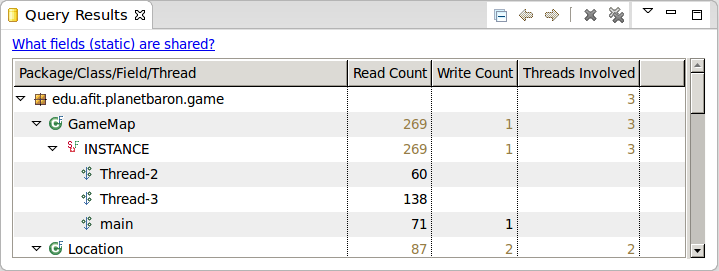 Query Results
What fields (static) are shared?
Package/Class/Field/Thread Read Count Write Count Threads Involved
edu.afit.planetbaron.game 3
GameMap 269 1 3
INSTANCE 269 1 3
Thread-2 60
Thread-3 138
main 71 1
Location 87 2 2